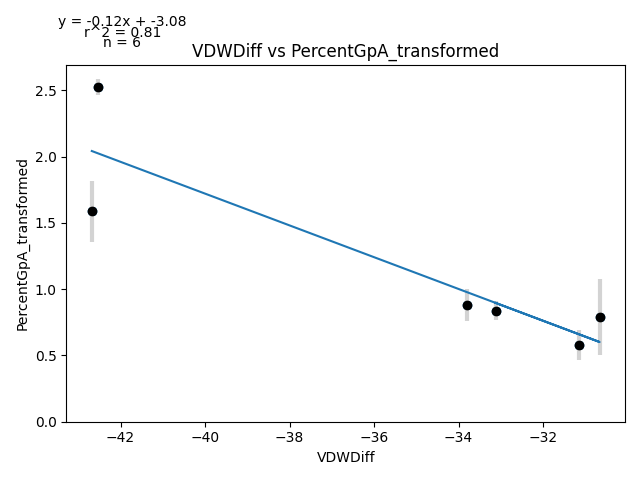 y = -0.12x + -3.08
r^2 = 0.81
n = 6
VDWDiff vs PercentGpA_transformed
PercentGpA_transformed
2.5
2.0
1.5
1.0
0.5
0.0
−42
−40
−38
−36
−34
−32
VDWDiff